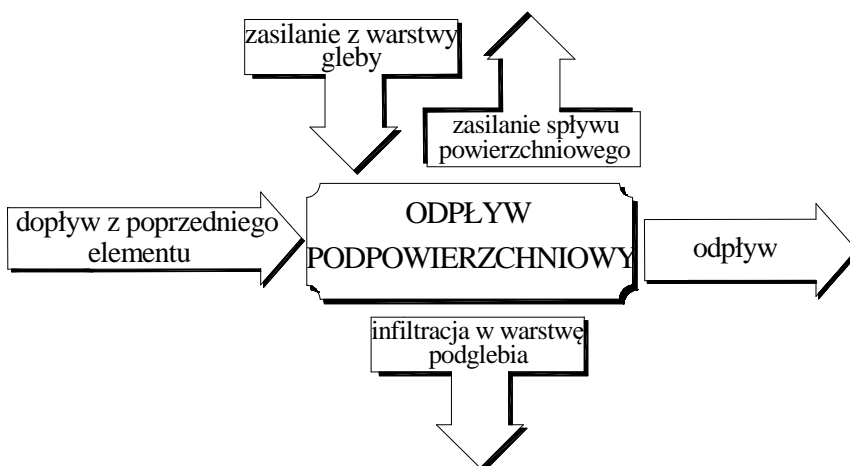 zasilanie z warstwy
gleby
zasilanie spływu
powierzchniowego
dopływ z poprzedniego
elementu
ODPŁYW
PODPOWIERZCHNIOWY
odpływ
infiltracja w warstwę
podglebia